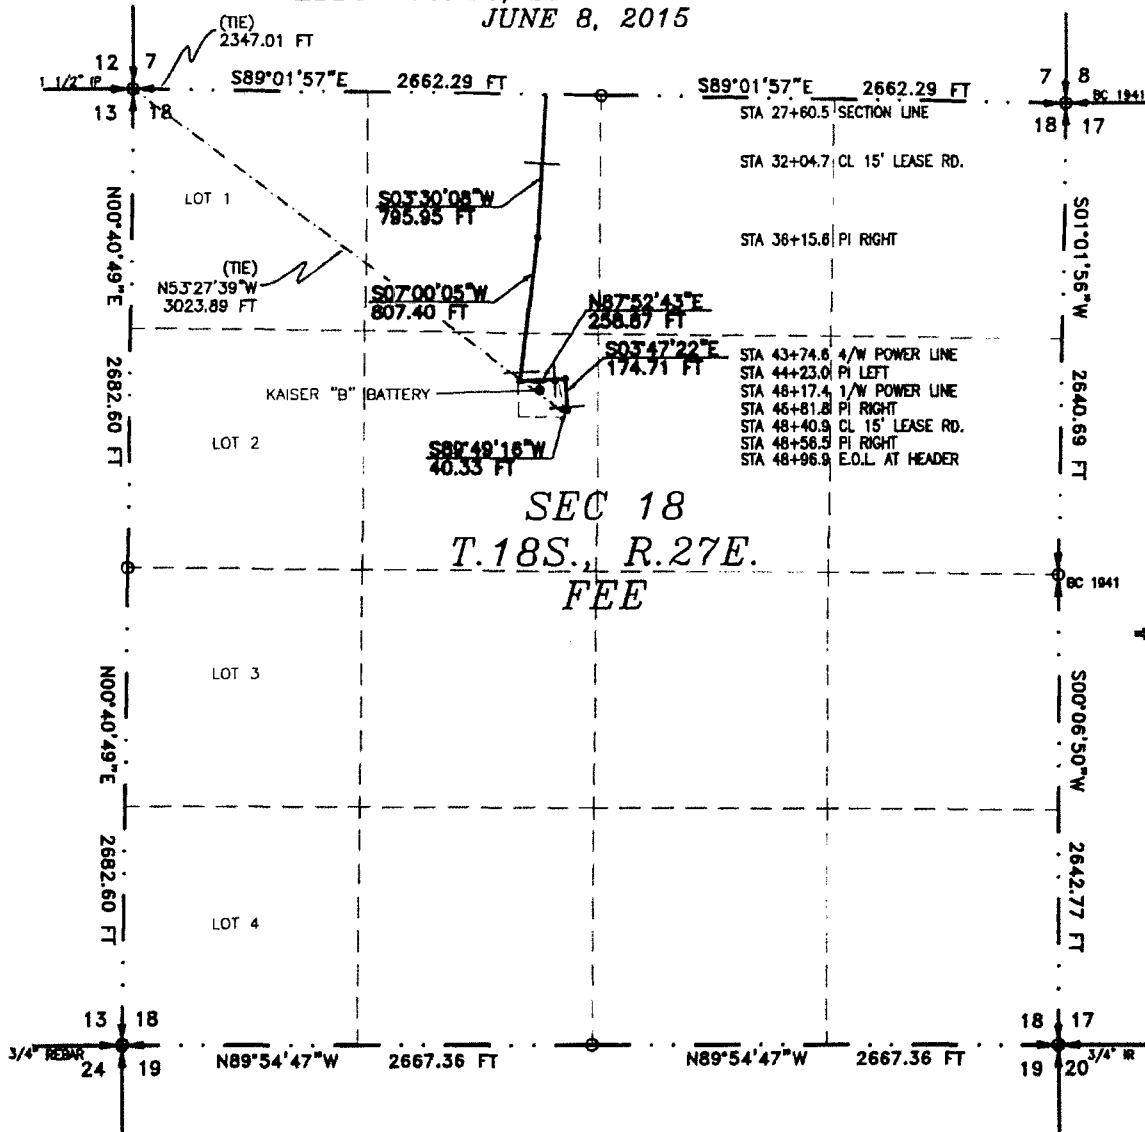 JUNE 8, 2015
(TIE)
2347.01 FT
12 7
7 8
1 1/2" IP
S89°01'57"E 2662.29 FT
S89°01'57"E 2662.29 FT
BC 1941
13 18
18 17
STA 27+60.5 SECTION LINE
STA 32+04.7 CL 15' LEASE RD.
STA 36+15.6 PI RIGHT
LOT 1
S03°30'08"W
795.95 FT
N00°40'49"E 2682.60 FT
S01°01'56"W 2640.69 FT
(TIE)
N53°27'39"W
3023.89 FT
S07°00'05"W
807.40 FT
N87°52'43"E
S03°47'22"E
174.71 FT
STA 43+74.6 4/W POWER LINE
STA 44+23.0 PI LEFT
STA 46+17.4 1/W POWER LINE
STA 46+81.8 PI RIGHT
STA 48+40.9 CL 15' LEASE RD.
STA 48+56.5 PI RIGHT
STA 48+96.9 E.O.L. AT HEADER
KAISER "B" BATTERY
LOT 2
S89°49'16"W
40.33 FT
SEC 18
T.18S., R.27E.
FEE
BC 1941
LOT 3
N00°40'49"E 2682.60 FT
S00°06'50"W 2642.77 FT
LOT 4
13 18
18 17
3/4" REBAR
24 19
N89°54'47"W 2667.36 FT
N89°54'47"W 2667.36 FT
19 20
3/4" IR